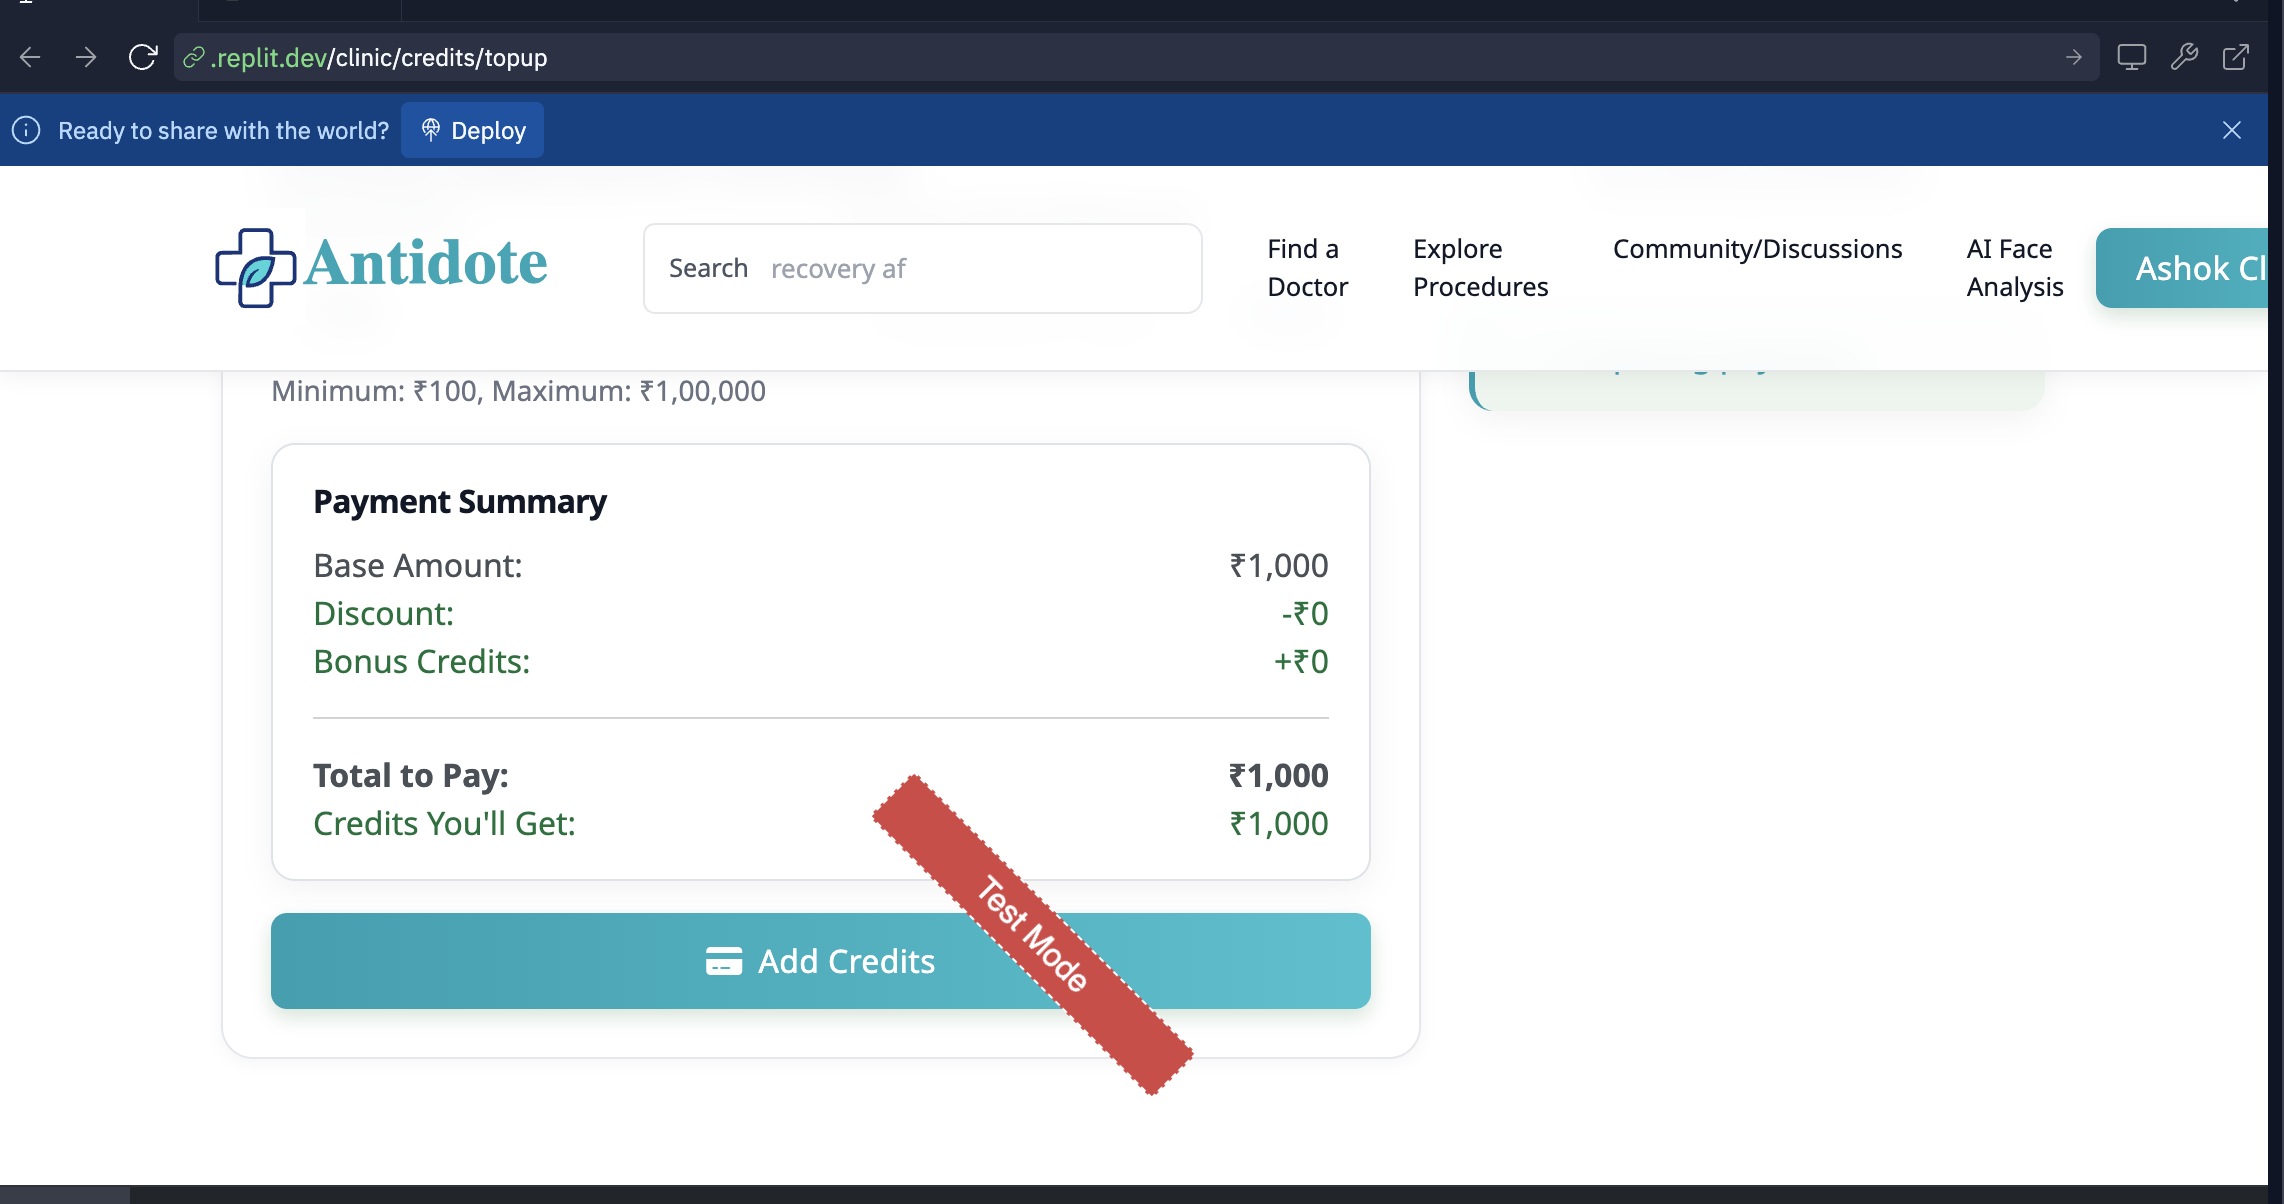 .replit.dev/clinic/credits/topup
Ready to share with the world?
Deploy
Antidote
Search recovery af
Find a
Doctor
Explore
Procedures
Community/Discussions
AI Face
Analysis
Ashok Cl
Minimum: ₹100, Maximum: ₹1,00,000
Payment Summary
Base Amount: ₹1,000
Discount: -₹0
Bonus Credits: +₹0
Total to Pay: ₹1,000
Credits You'll Get: ₹1,000
Add Credits
Test Mode